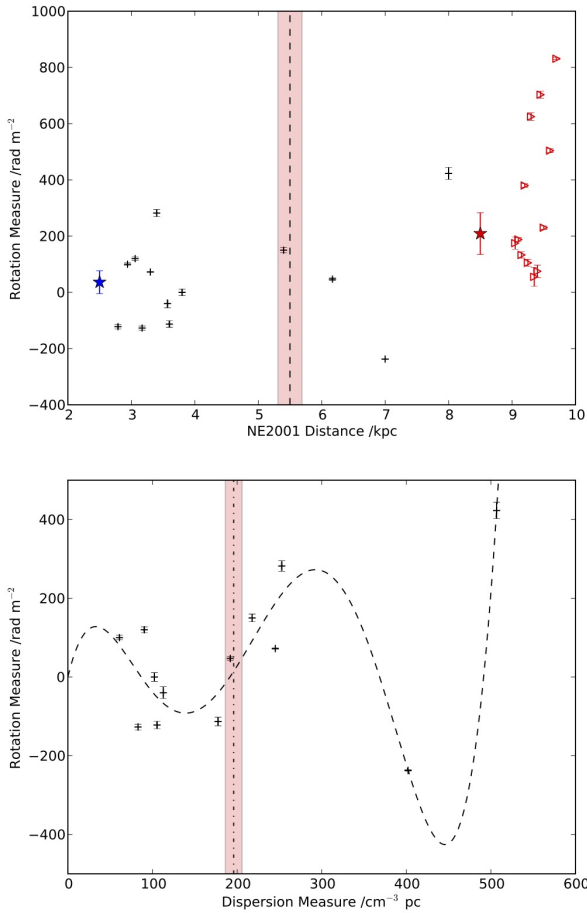 1000
800
600
400
200
0
−200
−400
2 3 4 5 6 7 8 9 10
Rotation Measure /rad m⁻²
NE2001 Distance /kpc
400
200
0
−200
−400
0 100 200 300 400 500 600
Rotation Measure /rad m⁻²
Dispersion Measure /cm⁻³ pc